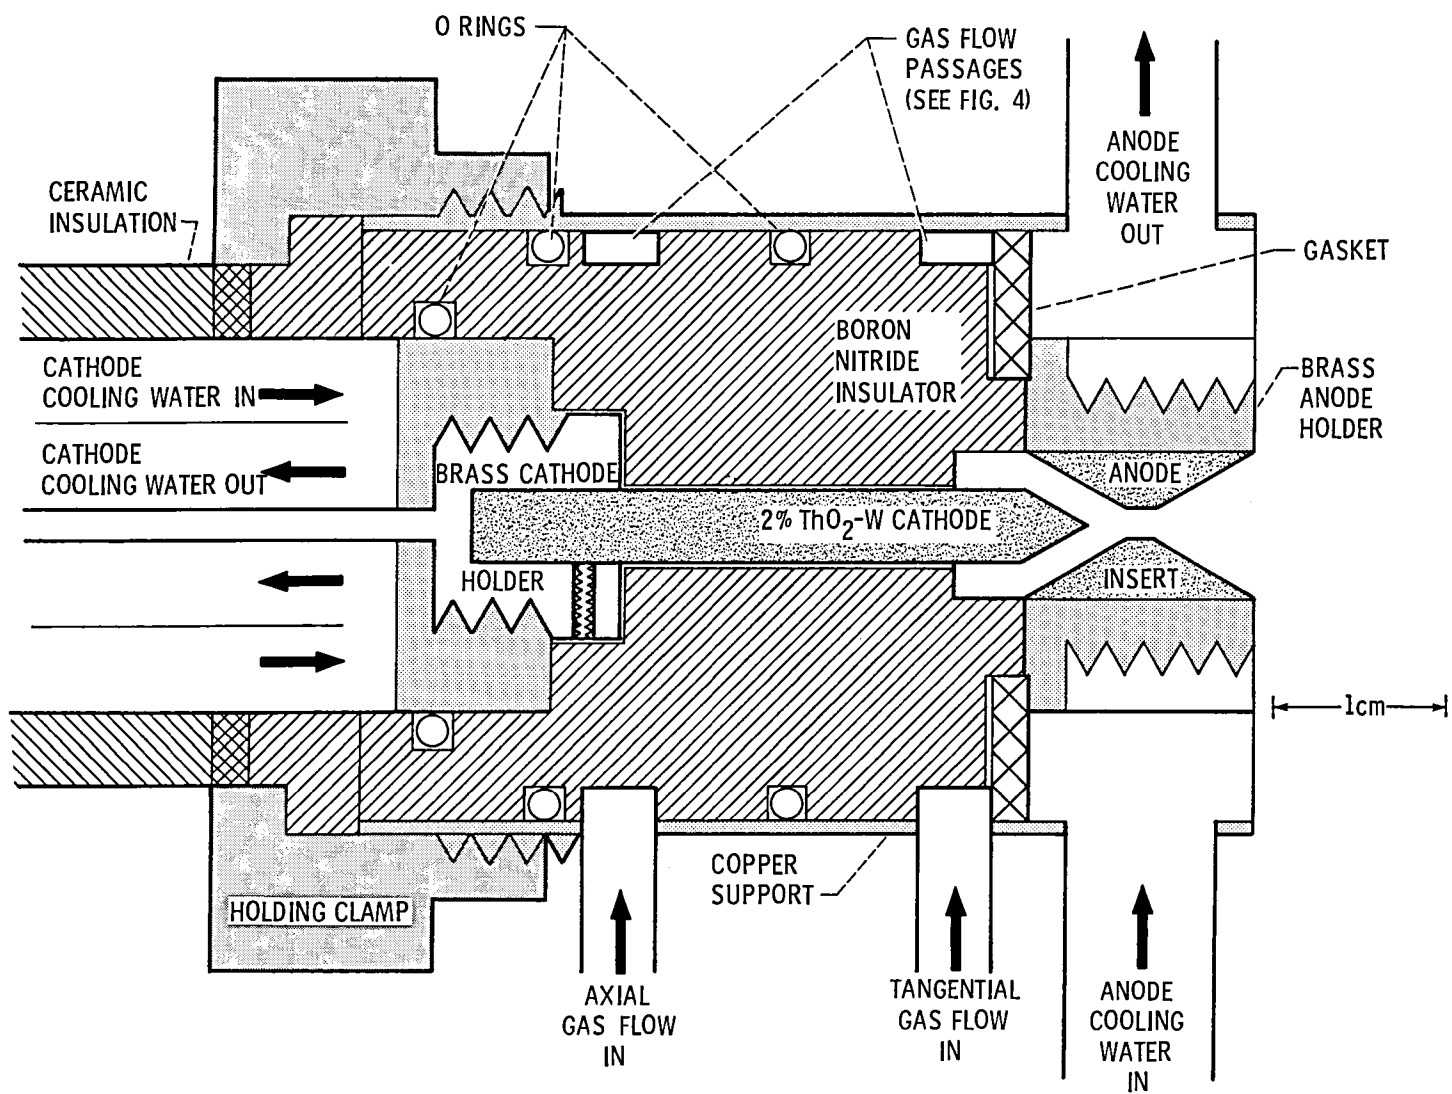 O RINGS
GAS FLOW
PASSAGES
(SEE FIG. 4)
ANODE
COOLING
WATER
OUT
CERAMIC
INSULATION
GASKET
BORON
NITRIDE
INSULATOR
CATHODE
COOLING WATER IN
BRASS
ANODE
HOLDER
CATHODE
COOLING WATER OUT
BRASS CATHODE
ANODE
2% ThO2-W CATHODE
HOLDER
INSERT
1cm
COPPER
SUPPORT
HOLDING CLAMP
AXIAL
GAS FLOW
IN
TANGENTIAL
GAS FLOW
IN
ANODE
COOLING
WATER
IN